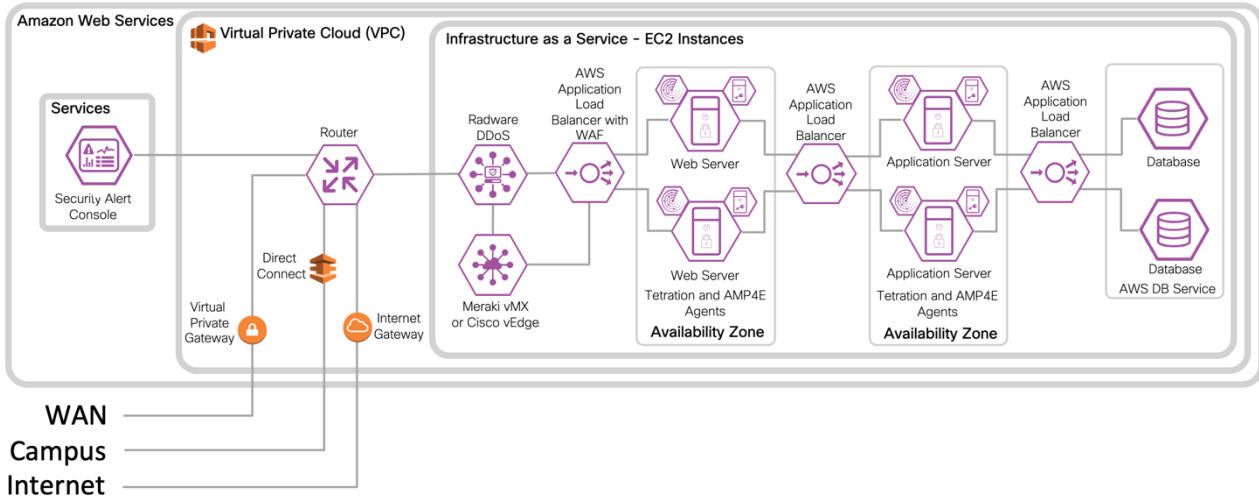 Amazon Web Services
Virtual Private Cloud (VPC)
Infrastructure as a Service - EC2 Instances
Services
Security Alert
Console
Router
Direct
Connect
Virtual
Private
Gateway
Internet
Gateway
Radware
DDoS
Meraki vMX
or Cisco vEdge
AWS
Application
Load
Balancer with
WAF
Web Server
Web Server
Tetration and AMP4E
Agents
Availability Zone
AWS
Application
Load
Balancer
Application Server
Application Server
Tetration and AMP4E
Agents
Availability Zone
AWS
Application
Load
Balancer
Database
Database
AWS DB Service
WAN
Campus
Internet